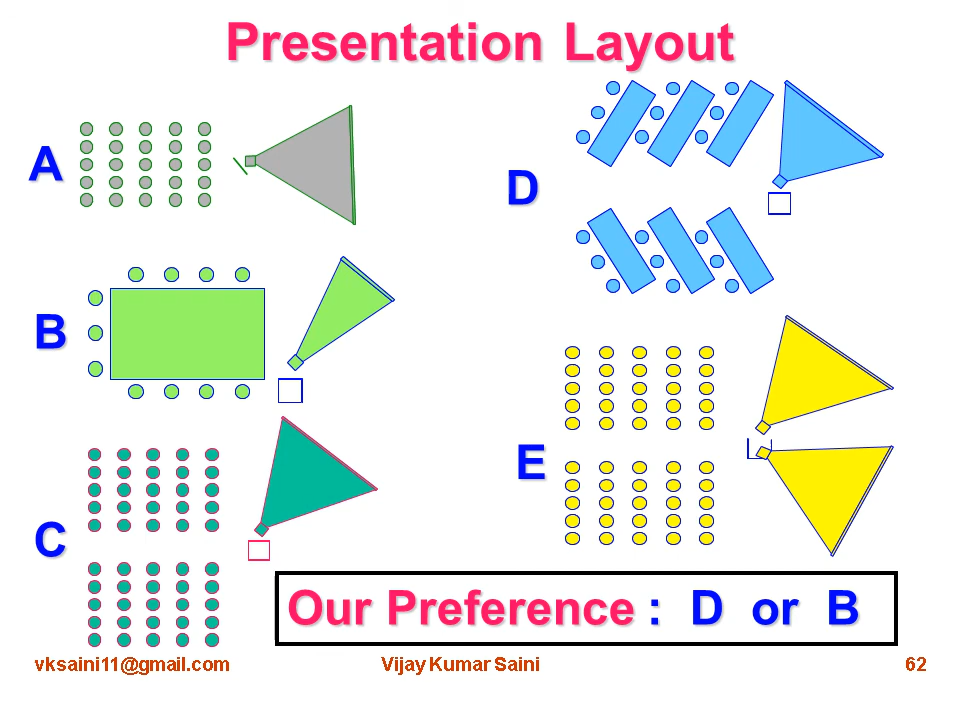 Presentation Layout
A
D
B
E
C
Our Preference : D or B
vksaini11@gmail.com
Vijay Kumar Saini
62